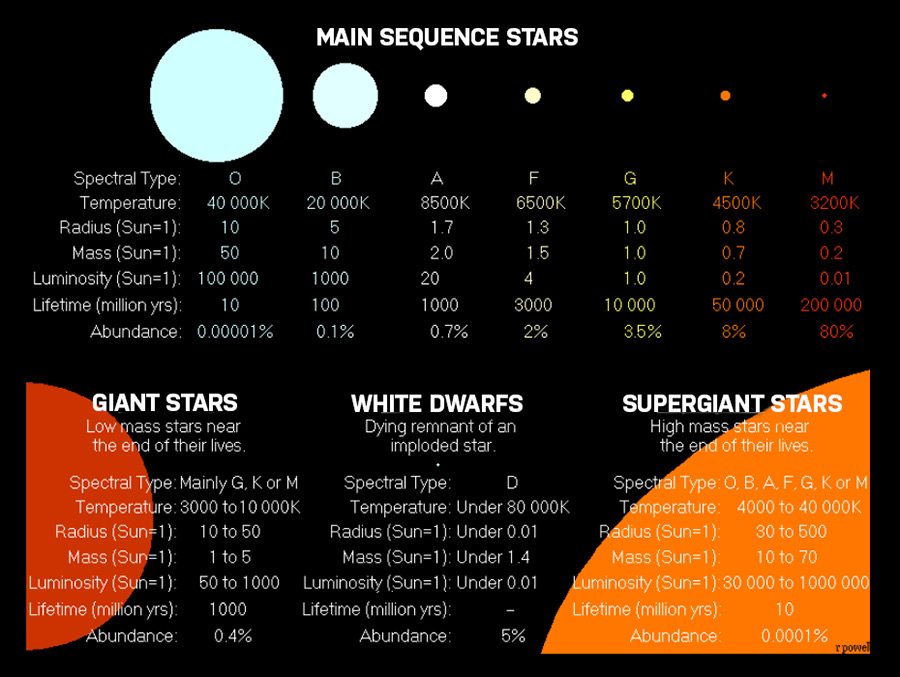 MAIN SEQUENCE STARS
Spectral Type: O B A F G K M
Temperature: 40 000K 20 000K 8500K 6500K 5700K 4500K 3200K
Radius (Sun=1): 10 5 1.7 1.3 1.0 0.8 0.3
Mass (Sun=1): 50 10 2.0 1.5 1.0 0.7 0.2
Luminosity (Sun=1): 100 000 1000 20 4 1.0 0.2 0.01
Lifetime (million yrs): 10 100 1000 3000 10 000 50 000 200 000
Abundance: 0.00001% 0.1% 0.7% 2% 3.5% 8% 80%
GIANT STARS
Low mass stars near
the end of their lives.
Spectral Type: Mainly G, K or M
Temperature: 3000 to 10 000K
Radius (Sun=1): 10 to 50
Mass (Sun=1): 1 to 5
Luminosity (Sun=1): 50 to 1000
Lifetime (million yrs): 1000
Abundance: 0.4%
WHITE DWARFS
Dying remnant of an
imploded star.
Spectral Type: D
Temperature: Under 80 000K
Radius (Sun=1): Under 0.01
Mass (Sun=1): Under 1.4
Luminosity (Sun=1): Under 0.01
Lifetime (million yrs): –
Abundance: 5%
SUPERGIANT STARS
High mass stars near
the end of their lives.
Spectral Type: O, B, A, F, G, K or M
Temperature: 4000 to 40 000K
Radius (Sun=1): 30 to 500
Mass (Sun=1): 10 to 70
Luminosity (Sun=1): 30 000 to 1000 000
Lifetime (million yrs): 10
Abundance: 0.0001%
r powell